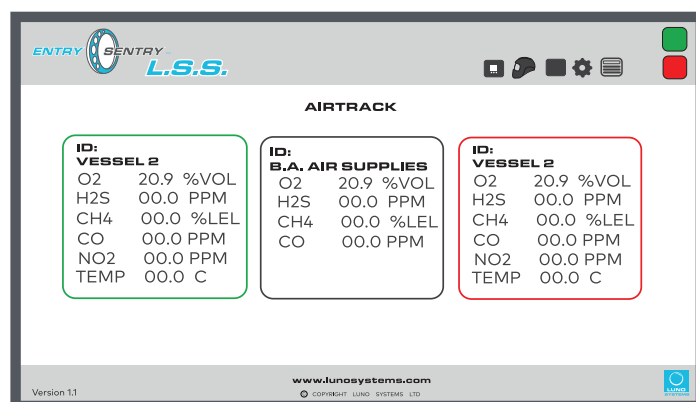 ENTRY SENTRY™
L.S.S.
AIRTRACK
ID:
VESSEL 2
O2 20.9 %VOL
H2S 00.0 PPM
CH4 00.0 %LEL
CO 00.0 PPM
NO2 00.0 PPM
TEMP 00.0 C
ID:
B.A. AIR SUPPLIES
O2 20.9 %VOL
H2S 00.0 PPM
CH4 00.0 %LEL
CO 00.0 PPM
ID:
VESSEL 2
O2 20.9 %VOL
H2S 00.0 PPM
CH4 00.0 %LEL
CO 00.0 PPM
NO2 00.0 PPM
TEMP 00.0 C
Version 1.1
www.lunosystems.com
© COPYRIGHT LUNO SYSTEMS LTD
LUNO
SYSTEMS